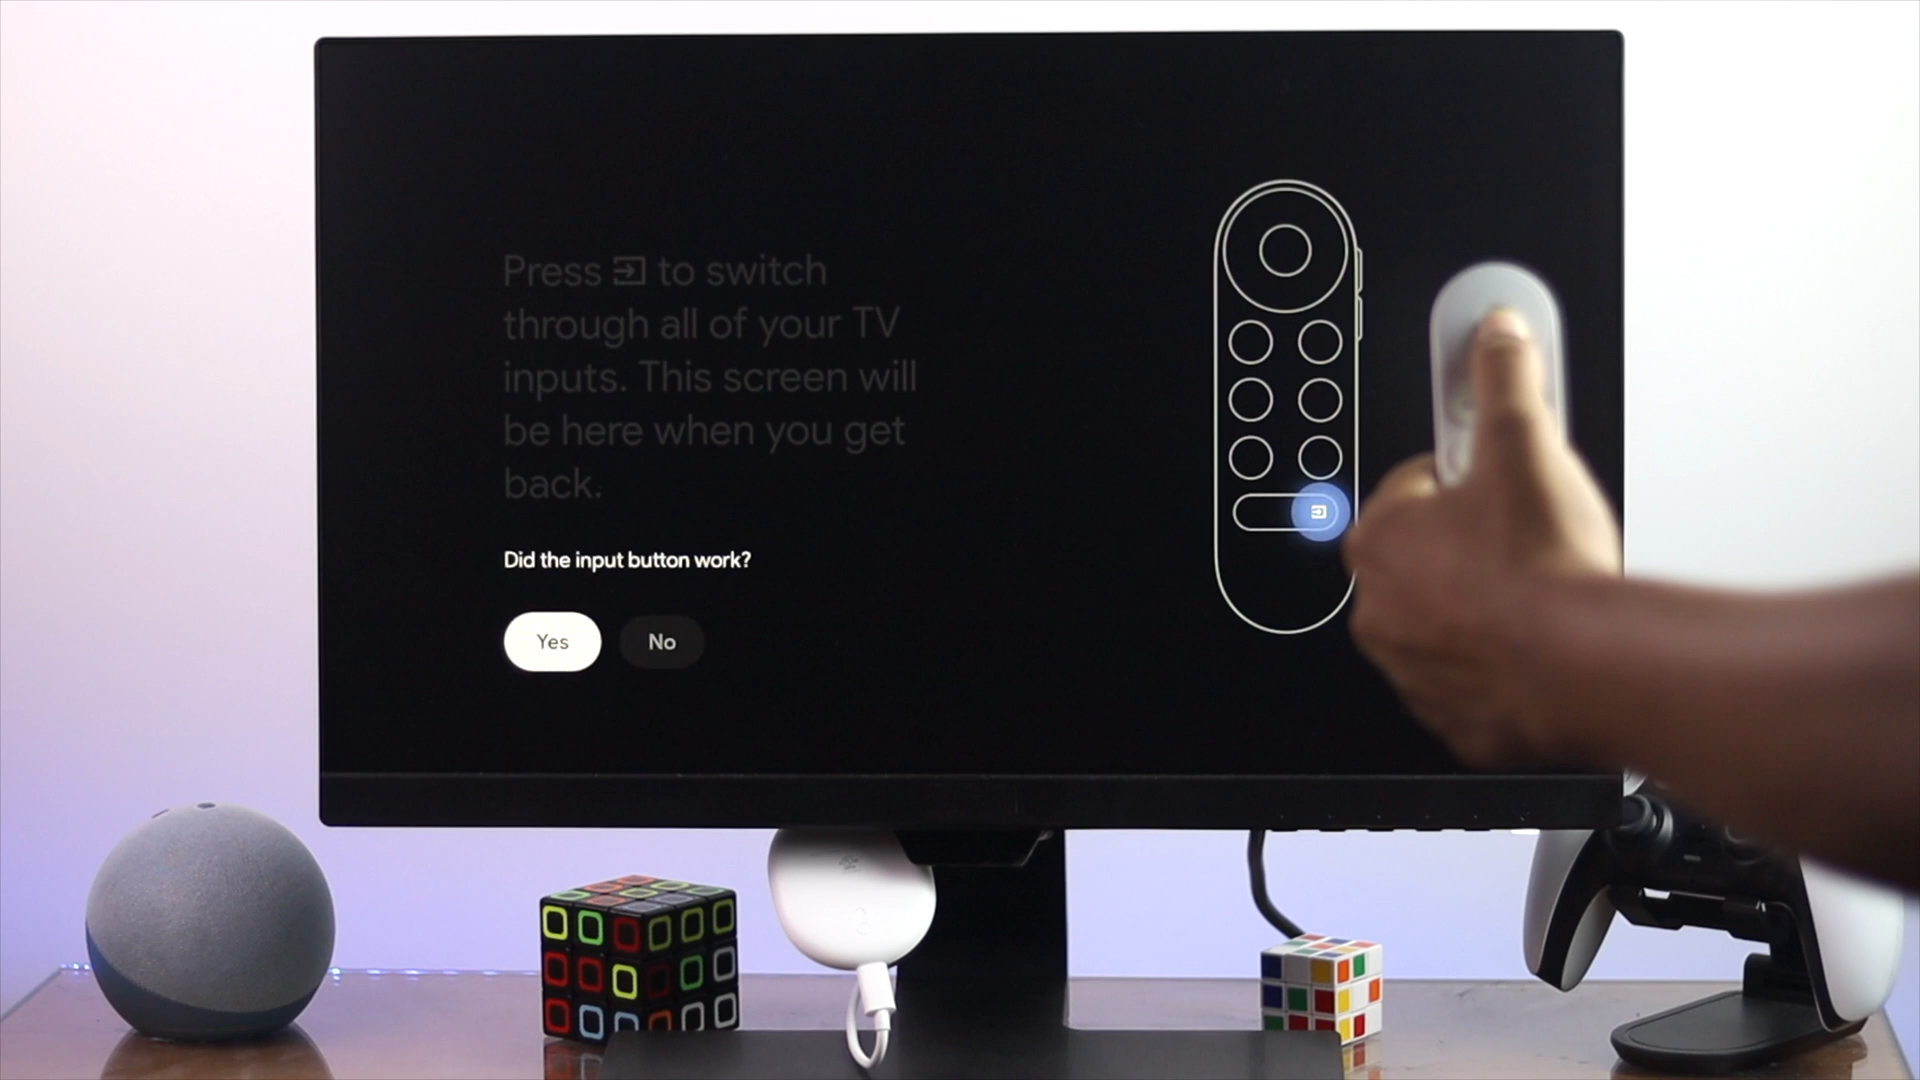 Press to switch
through all of your TV
inputs. This screen will
be here when you get
back.
Did the input button work?
Yes No